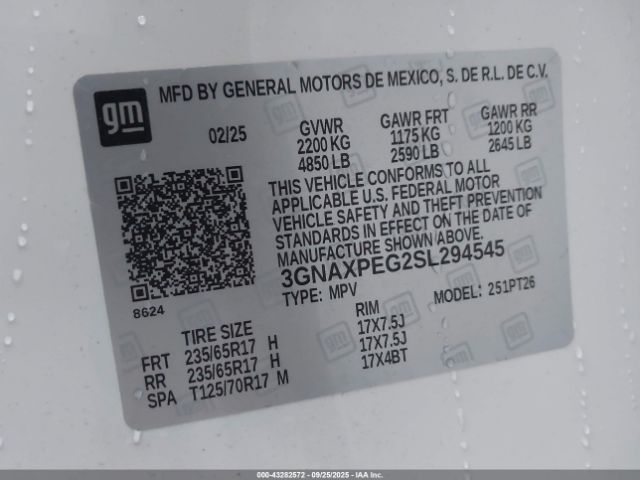 gm
MFD BY GENERAL MOTORS DE MEXICO, S. DE R.L. DE C.V.
02/25
GVWR
2200 KG
4850 LB
GAWR FRT
1175 KG
2590 LB
GAWR RR
1200 KG
2645 LB
THIS VEHICLE CONFORMS TO ALL
APPLICABLE U.S. FEDERAL MOTOR
VEHICLE SAFETY AND THEFT PREVENTION
STANDARDS IN EFFECT ON THE DATE OF
MANUFACTURE SHOWN ABOVE.
3GNAXPEG2SL294545
TYPE: MPV MODEL: 251PT26
8624
TIRE SIZE RIM
FRT 235/65R17 H 17X7.5J
RR 235/65R17 H 17X7.5J
SPA T125/70R17 M 17X4BT
000-43282572 - 09/25/2025 - IAAI Inc.